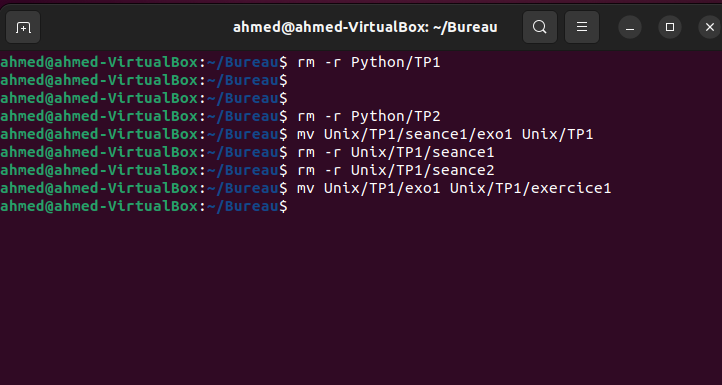 ahmed@ahmed-VirtualBox: ~/Bureau
ahmed@ahmed-VirtualBox:~/Bureau$ rm -r Python/TP1
ahmed@ahmed-VirtualBox:~/Bureau$
ahmed@ahmed-VirtualBox:~/Bureau$
ahmed@ahmed-VirtualBox:~/Bureau$ rm -r Python/TP2
ahmed@ahmed-VirtualBox:~/Bureau$ mv Unix/TP1/seance1/exo1 Unix/TP1
ahmed@ahmed-VirtualBox:~/Bureau$ rm -r Unix/TP1/seance1
ahmed@ahmed-VirtualBox:~/Bureau$ rm -r Unix/TP1/seance2
ahmed@ahmed-VirtualBox:~/Bureau$ mv Unix/TP1/exo1 Unix/TP1/exercice1
ahmed@ahmed-VirtualBox:~/Bureau$